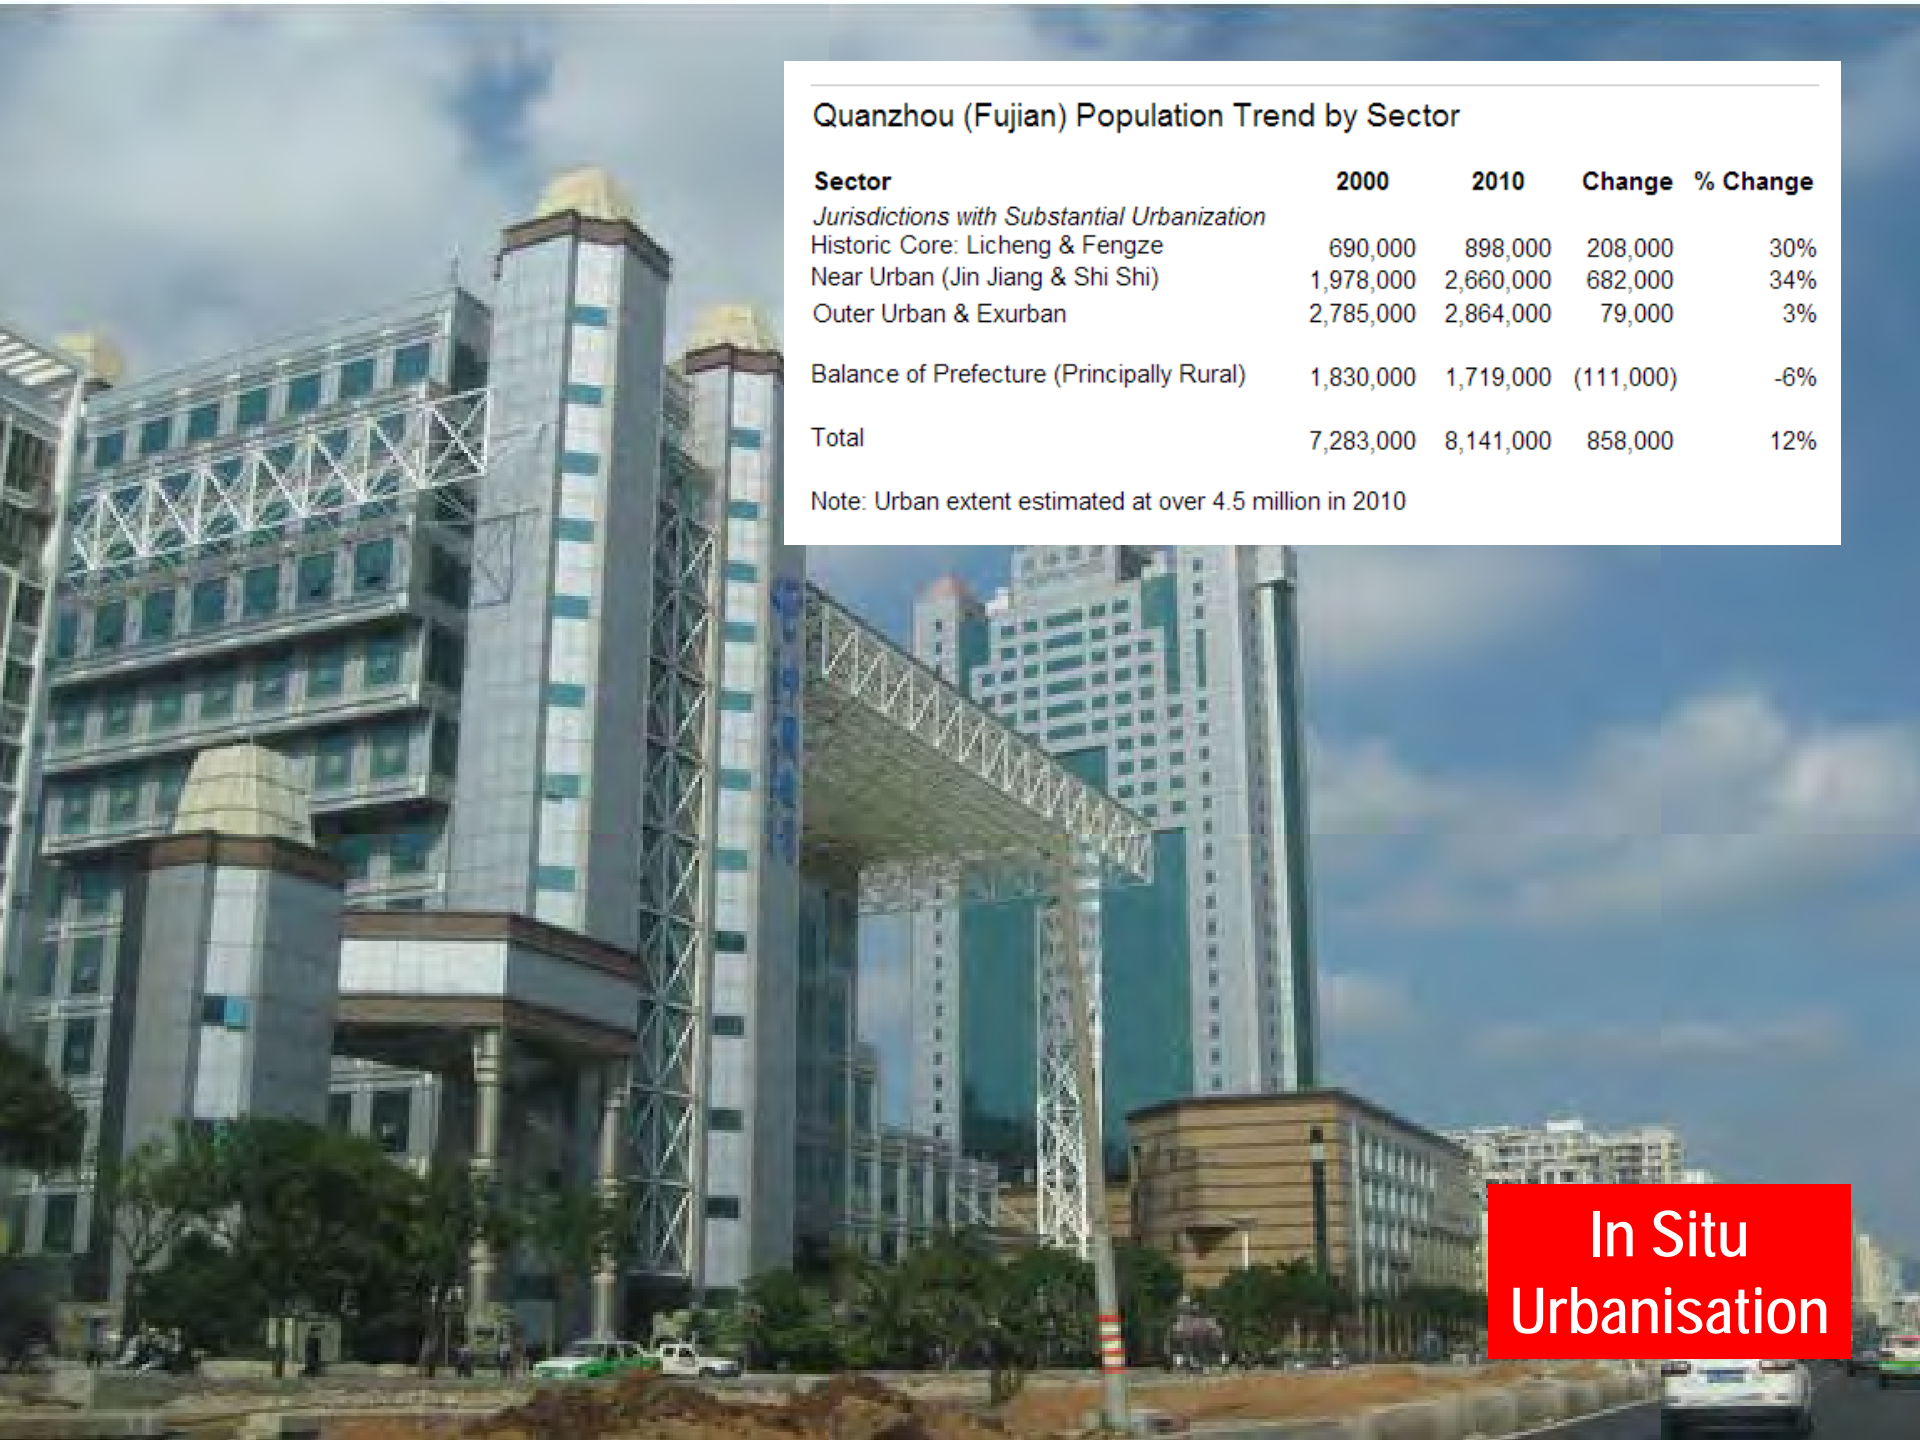 Quanzhou (Fujian) Population Trend by Sector
Sector 2000 2010 Change % Change
Jurisdictions with Substantial Urbanization
Historic Core: Licheng & Fengze 690,000 898,000 208,000 30%
Near Urban (Jin Jiang & Shi Shi) 1,978,000 2,660,000 682,000 34%
Outer Urban & Exurban 2,785,000 2,864,000 79,000 3%
Balance of Prefecture (Principally Rural) 1,830,000 1,719,000 (111,000) -6%
Total 7,283,000 8,141,000 858,000 12%
Note: Urban extent estimated at over 4.5 million in 2010
In Situ
Urbanisation